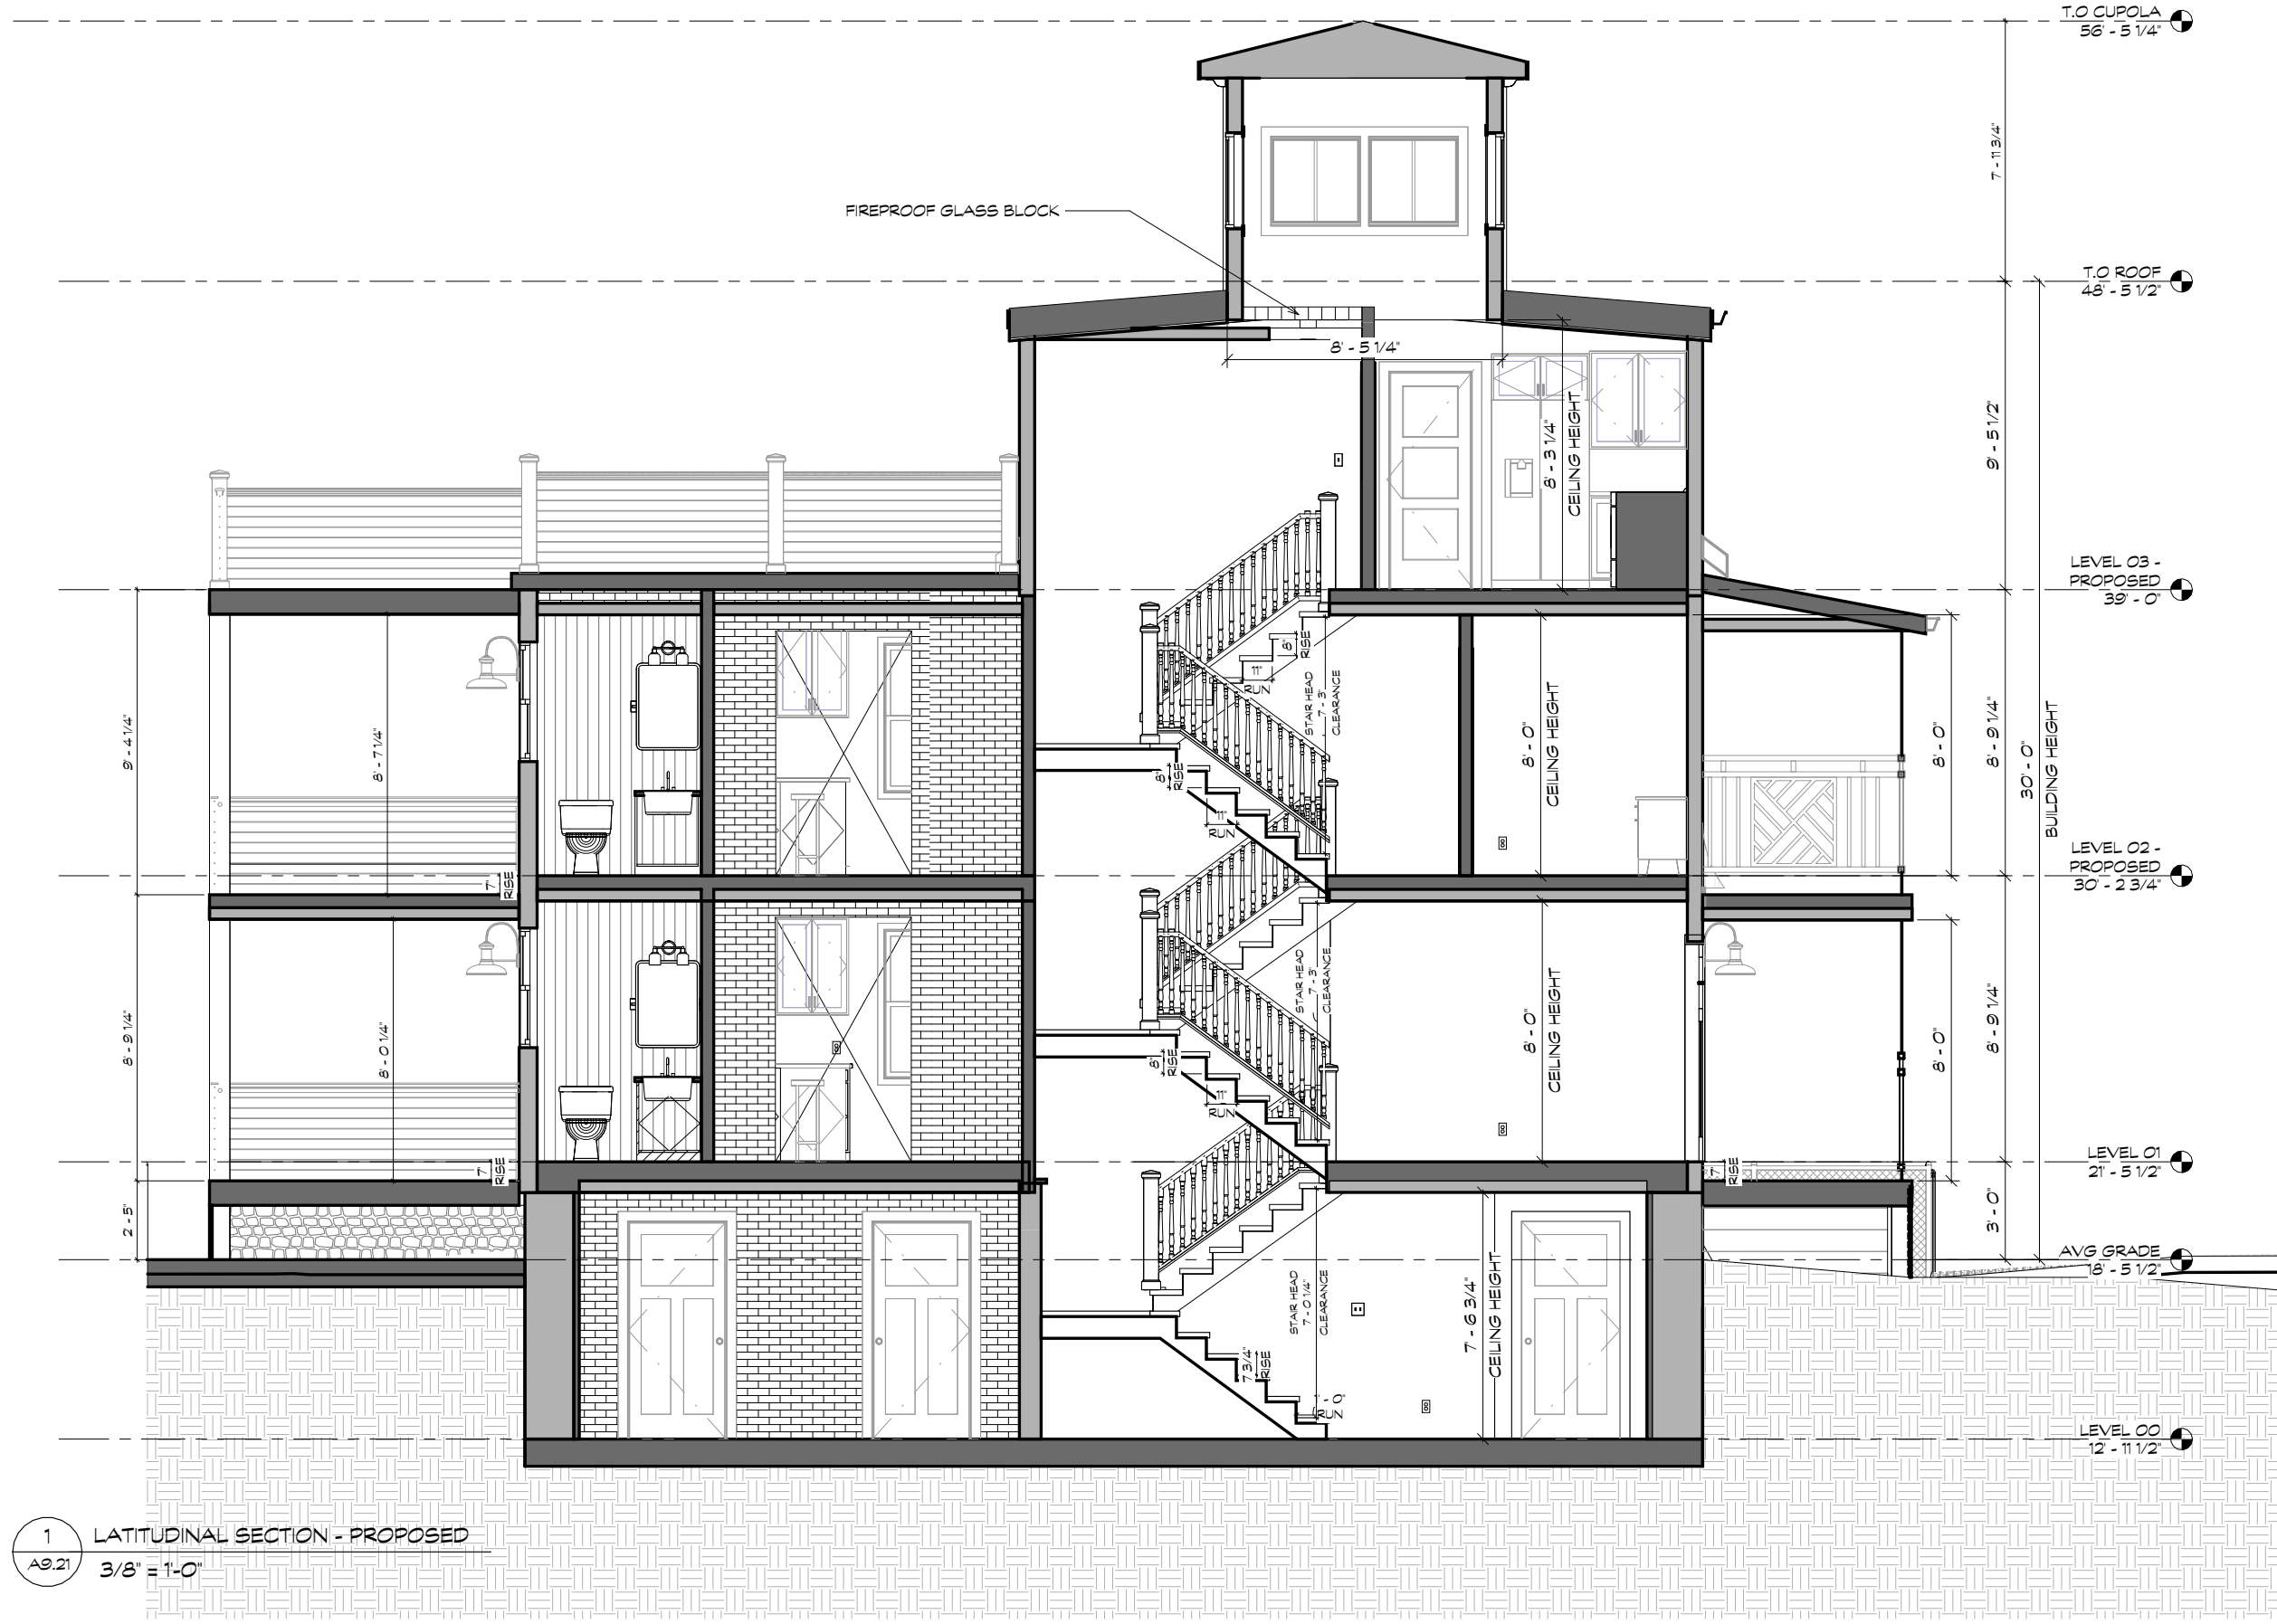 T.O CUPOLA
56' - 5 1/4"
7' - 11 3/4"
FIREPROOF GLASS BLOCK
T.O ROOF
48' - 5 1/2"
8' - 5 1/4"
8' - 3 1/4"
CEILING HEIGHT
9' - 5 1/2"
LEVEL 03 -
PROPOSED
39' - 0"
9' - 4 1/4"
8' - 7 1/4"
8"
RISE
11"
RUN
STAIR HEAD
7' - 3"
CLEARANCE
8"
RISE
11"
RUN
8' - 0"
CEILING HEIGHT
8' - 0"
8' - 9 1/4"
30' - 0"
BUILDING HEIGHT
LEVEL 02 -
PROPOSED
30' - 2 3/4"
7"
RISE
8' - 9 1/4"
8' - 0 1/4"
STAIR HEAD
7' - 3"
CLEARANCE
8"
RISE
11"
RUN
8' - 0"
CEILING HEIGHT
8' - 0"
8' - 9 1/4"
LEVEL 01
21' - 5 1/2"
7"
RISE
7"
RISE
2' - 5"
3' - 0"
AVG GRADE
18' - 5 1/2"
STAIR HEAD
7' - 0 1/4"
CLEARANCE
7 3/4"
RISE
1' - 0"
RUN
7' - 6 3/4"
CEILING HEIGHT
LEVEL 00
12' - 11 1/2"
1
A9.21
LATITUDINAL SECTION - PROPOSED
3/8" = 1'-0"